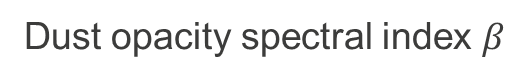 Dust opacity spectral index β